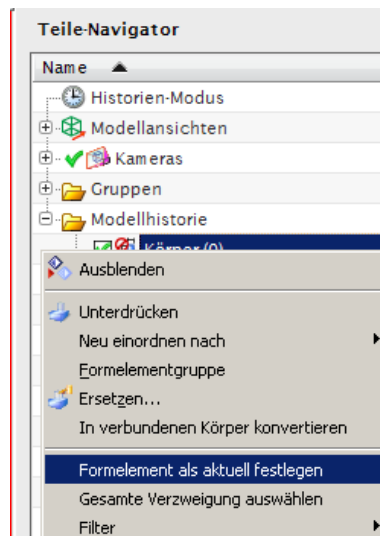 Teile-Navigator
Name
Historien-Modus
Modellansichten
Kameras
Gruppen
Modellhistorie
Körper (0)
Ausblenden
Unterdrücken
Neu einordnen nach
Formelementgruppe
Ersetzen...
In verbundenen Körper konvertieren
Formelement als aktuell festlegen
Gesamte Verzweigung auswählen
Filter